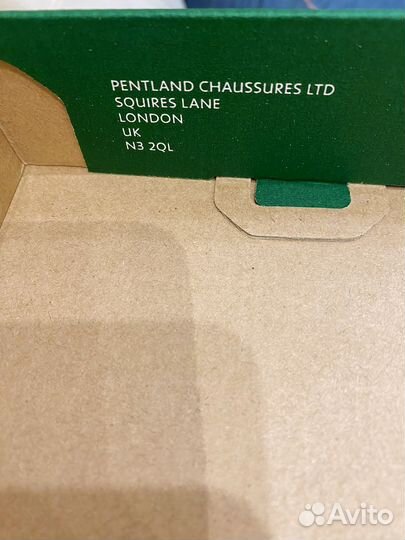 PENTLAND CHAUSSURES LTD
SQUIRES LANE
LONDON
UK
N3 2QL
Avito